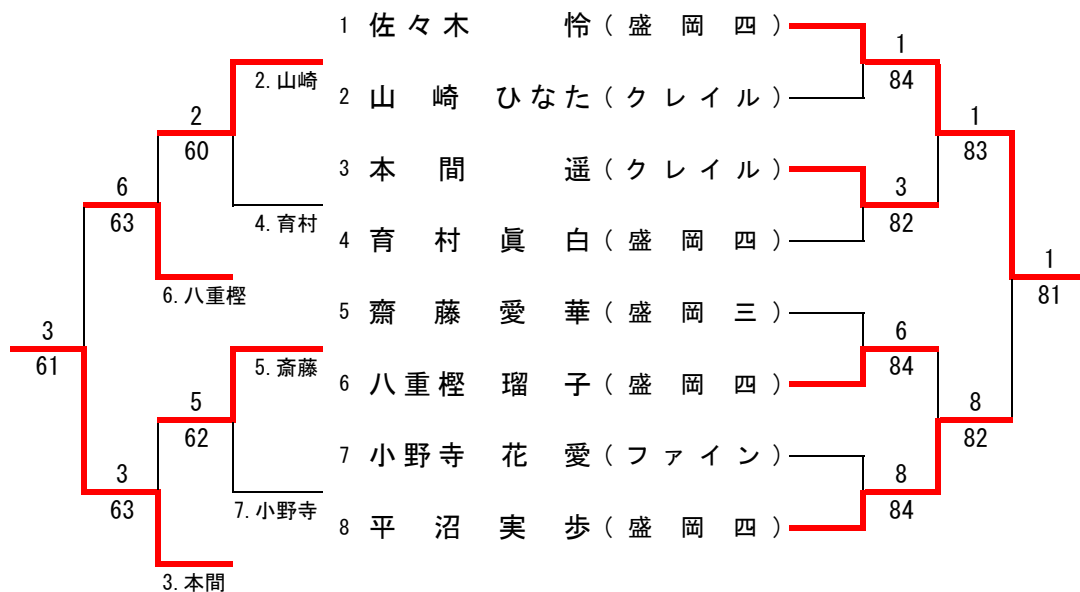 1 佐々木 怜 (盛岡四)
2 山崎 ひなた (クレイル)
3 本間 遥 (クレイル)
4 育村 眞白 (盛岡四)
5 齋藤 愛華 (盛岡三)
6 八重樫 瑠子 (盛岡四)
7 小野寺 花愛 (ファイン)
8 平沼 実歩 (盛岡四)
1
84
3
82
6
84
8
84
1
83
8
82
1
81
2.山崎
4.育村
6.八重樫
5.斎藤
7.小野寺
3.本間
2
60
5
62
6
63
3
63
3
61